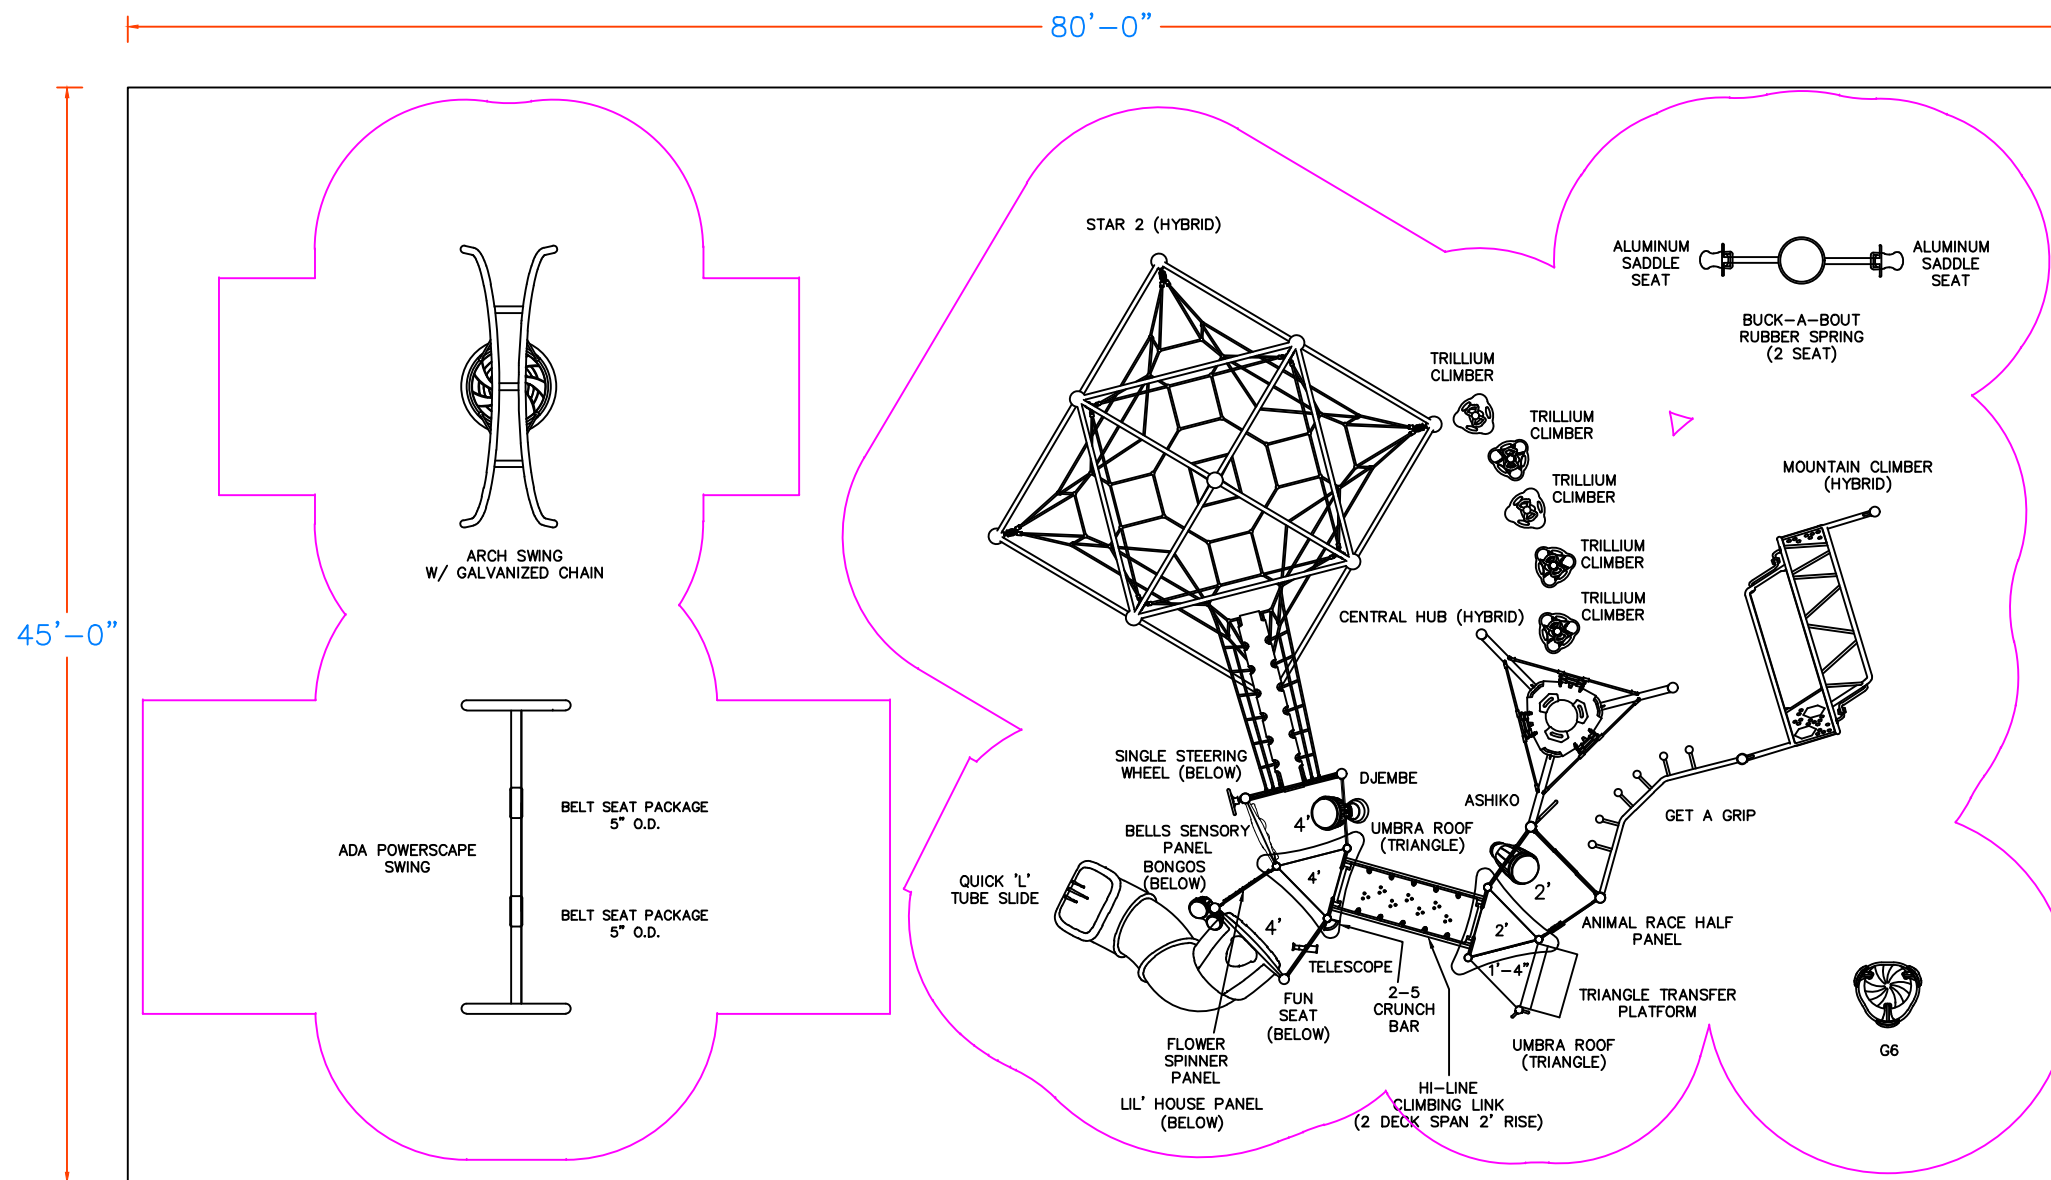 80'-0"
45'-0"
STAR 2 (HYBRID)
ALUMINUM
SADDLE
SEAT
ALUMINUM
SADDLE
SEAT
BUCK-A-BOUT
RUBBER SPRING
(2 SEAT)
TRILLIUM
CLIMBER
TRILLIUM
CLIMBER
TRILLIUM
CLIMBER
TRILLIUM
CLIMBER
TRILLIUM
CLIMBER
MOUNTAIN CLIMBER
(HYBRID)
ARCH SWING
W/ GALVANIZED CHAIN
CENTRAL HUB (HYBRID)
SINGLE STEERING
WHEEL (BELOW)
DJEMBE
ASHIKO
GET A GRIP
BELT SEAT PACKAGE
5" O.D.
ADA POWERSCAPE
SWING
BELT SEAT PACKAGE
5" O.D.
BELLS SENSORY
PANEL
BONGOS
(BELOW)
4'
UMBRA ROOF
(TRIANGLE)
QUICK 'L'
TUBE SLIDE
4'
4'
2'
2'
1'-4"
ANIMAL RACE HALF
PANEL
TELESCOPE
FUN
SEAT
(BELOW)
2-5
CRUNCH
BAR
TRIANGLE TRANSFER
PLATFORM
FLOWER
SPINNER
PANEL
UMBRA ROOF
(TRIANGLE)
G6
LIL' HOUSE PANEL
(BELOW)
HI-LINE
CLIMBING LINK
(2 DECK SPAN 2' RISE)